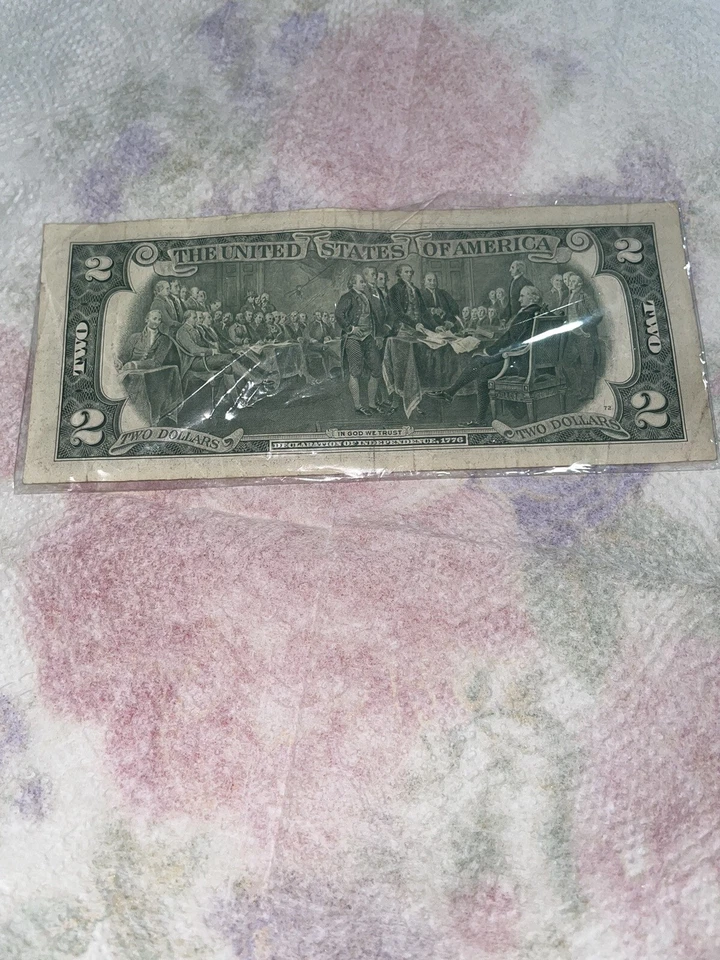 THE UNITED STATES OF AMERICA
2
2
TWO
TWO
2
2
TWO DOLLARS
IN GOD WE TRUST
TWO DOLLARS
DECLARATION OF INDEPENDENCE, 1776